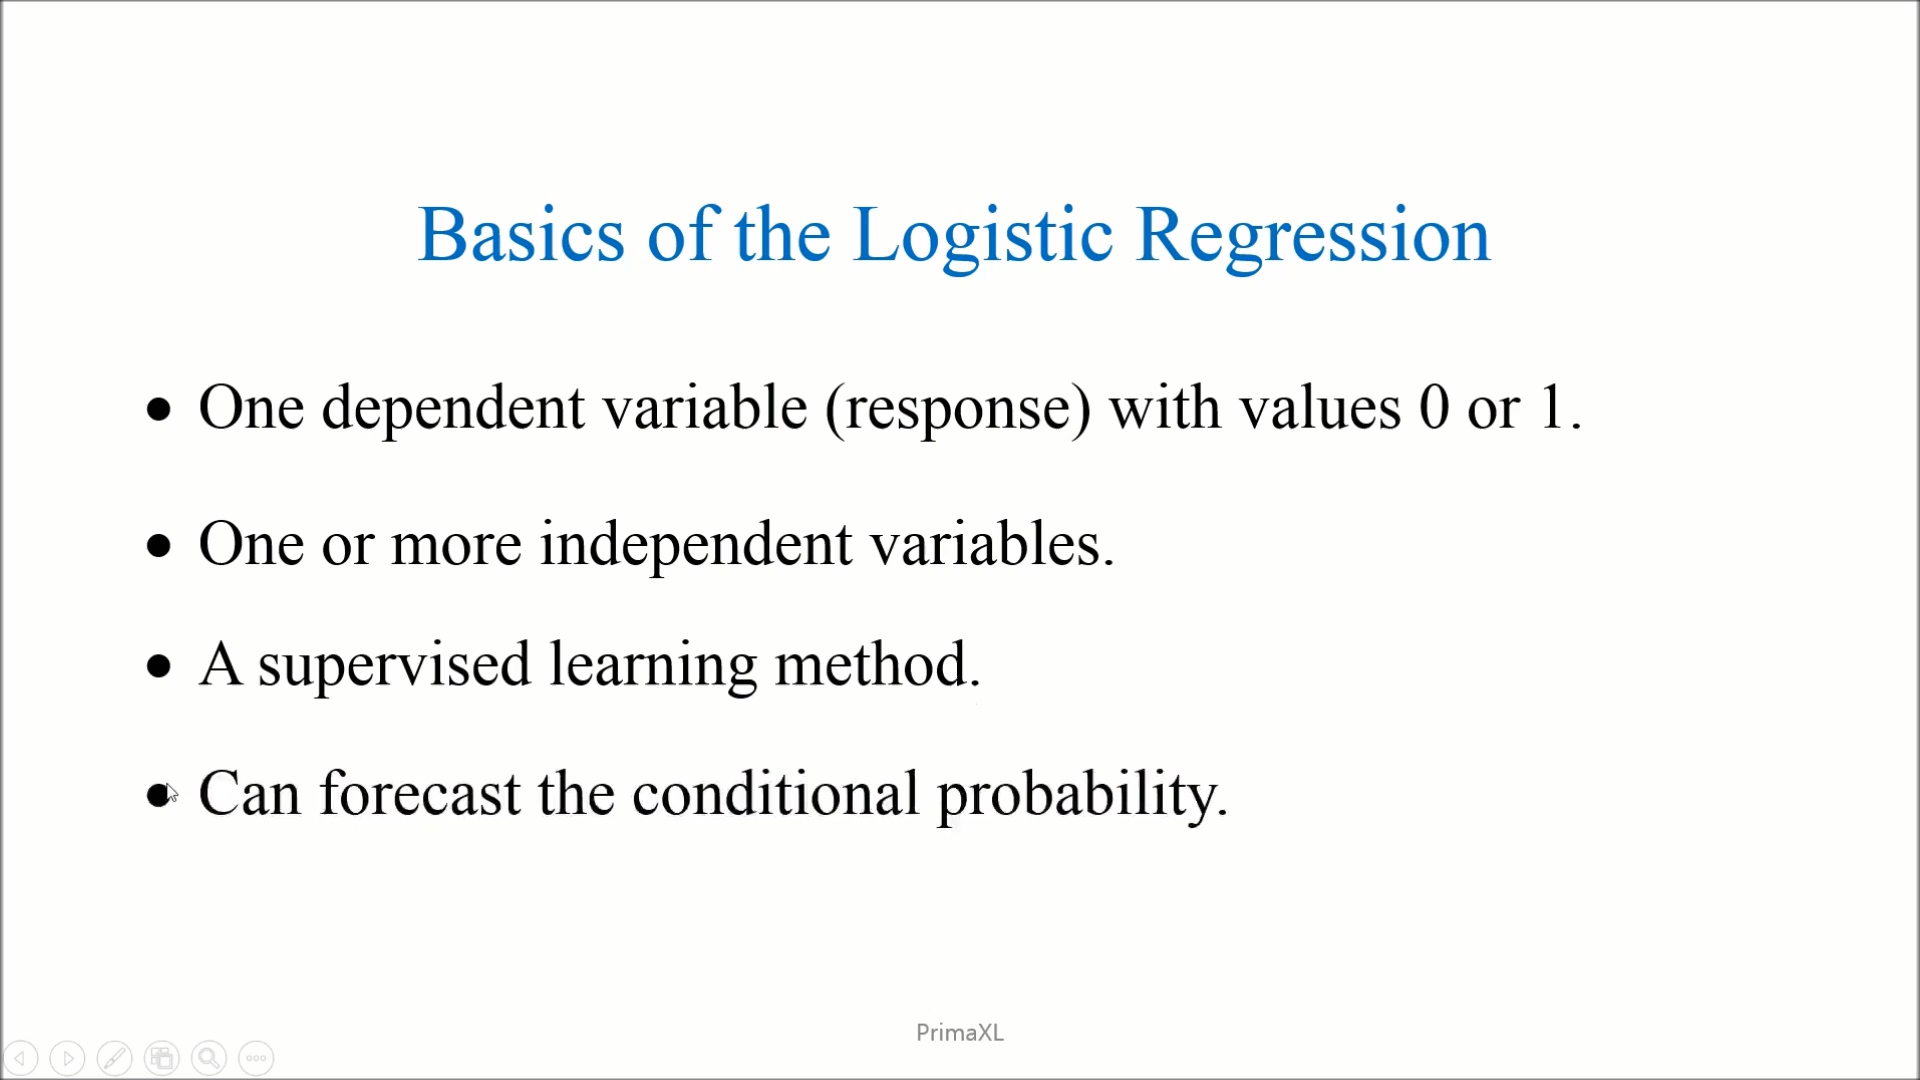 Basics of the Logistic Regression
● One dependent variable (response) with values 0 or 1.
● One or more independent variables.
● A supervised learning method.
● Can forecast the conditional probability.
PrimaXL